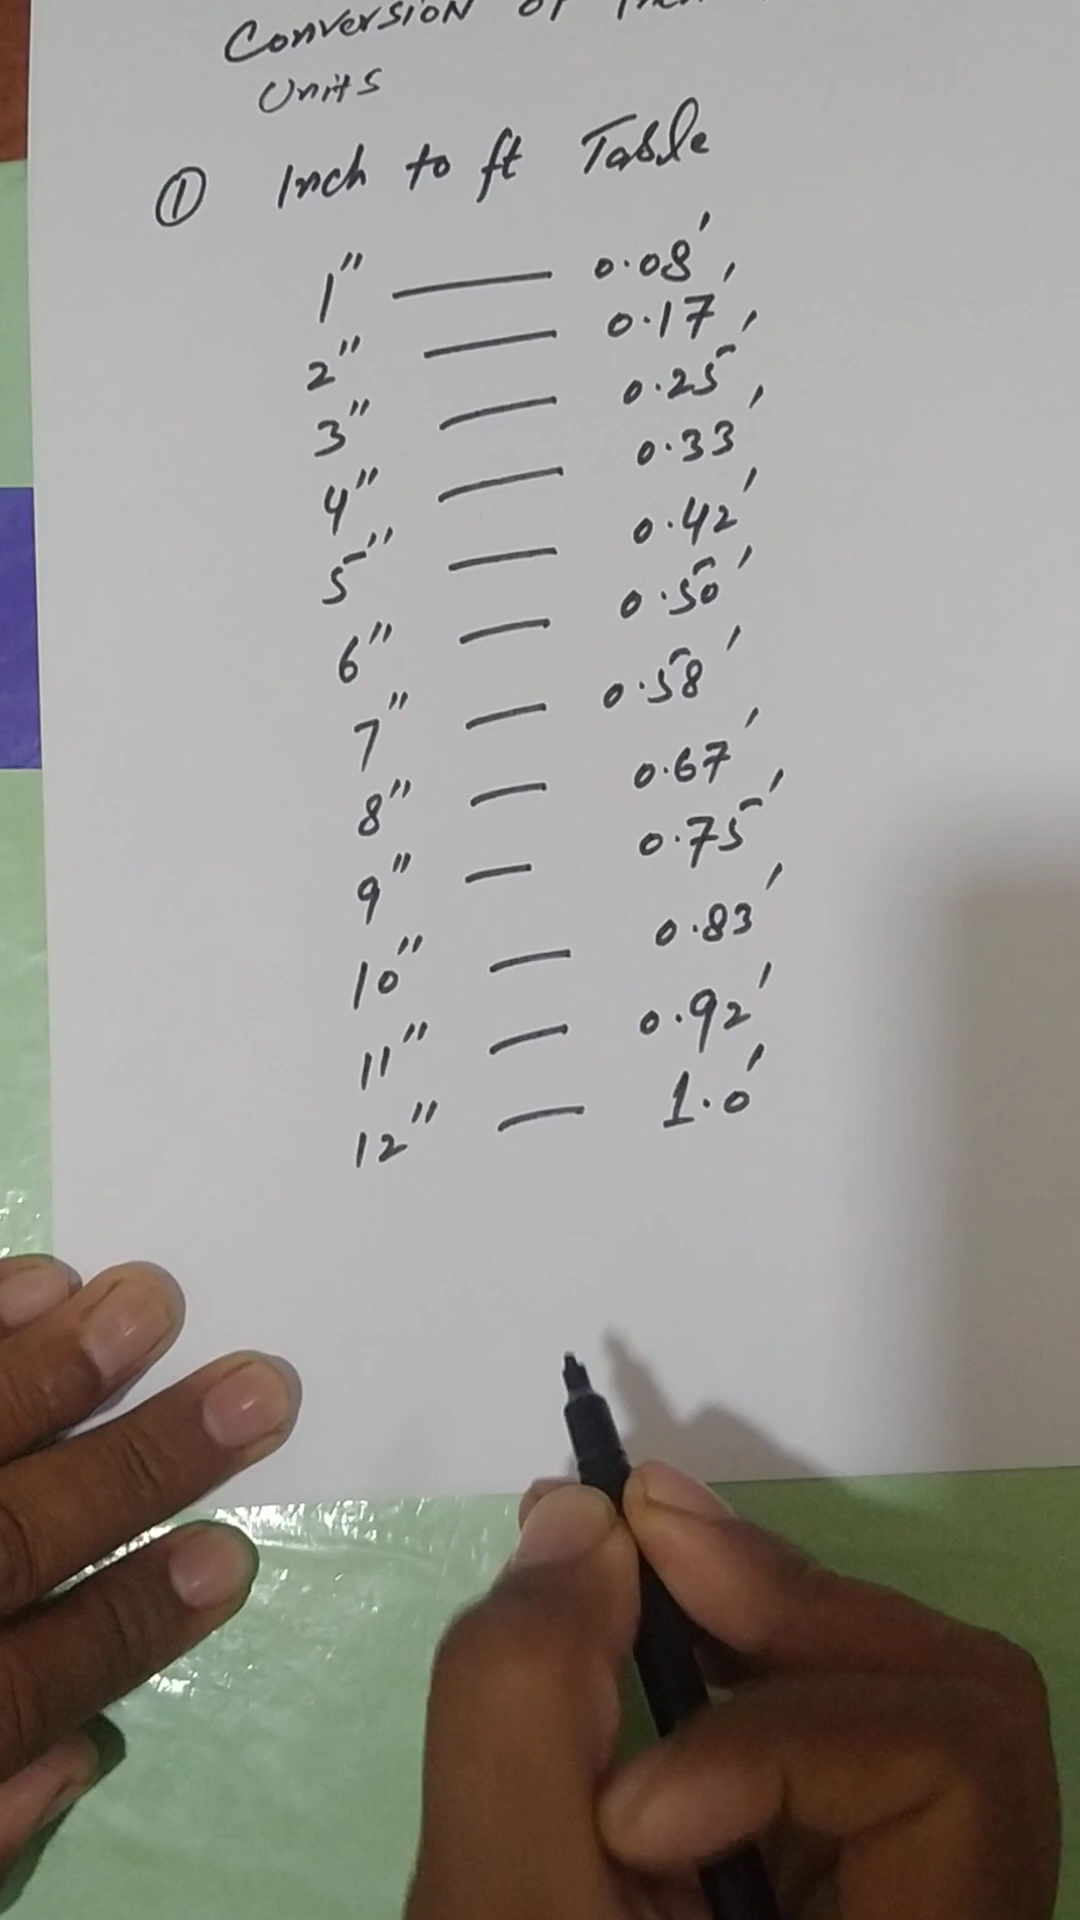 Conversion of
Units
① Inch to ft Table
1" — 0.08'
2" — 0.17'
3" — 0.25'
4" — 0.33'
5" — 0.42'
6" — 0.50'
7" — 0.58'
8" — 0.67'
9" — 0.75'
10" — 0.83'
11" — 0.92'
12" — 1.0'